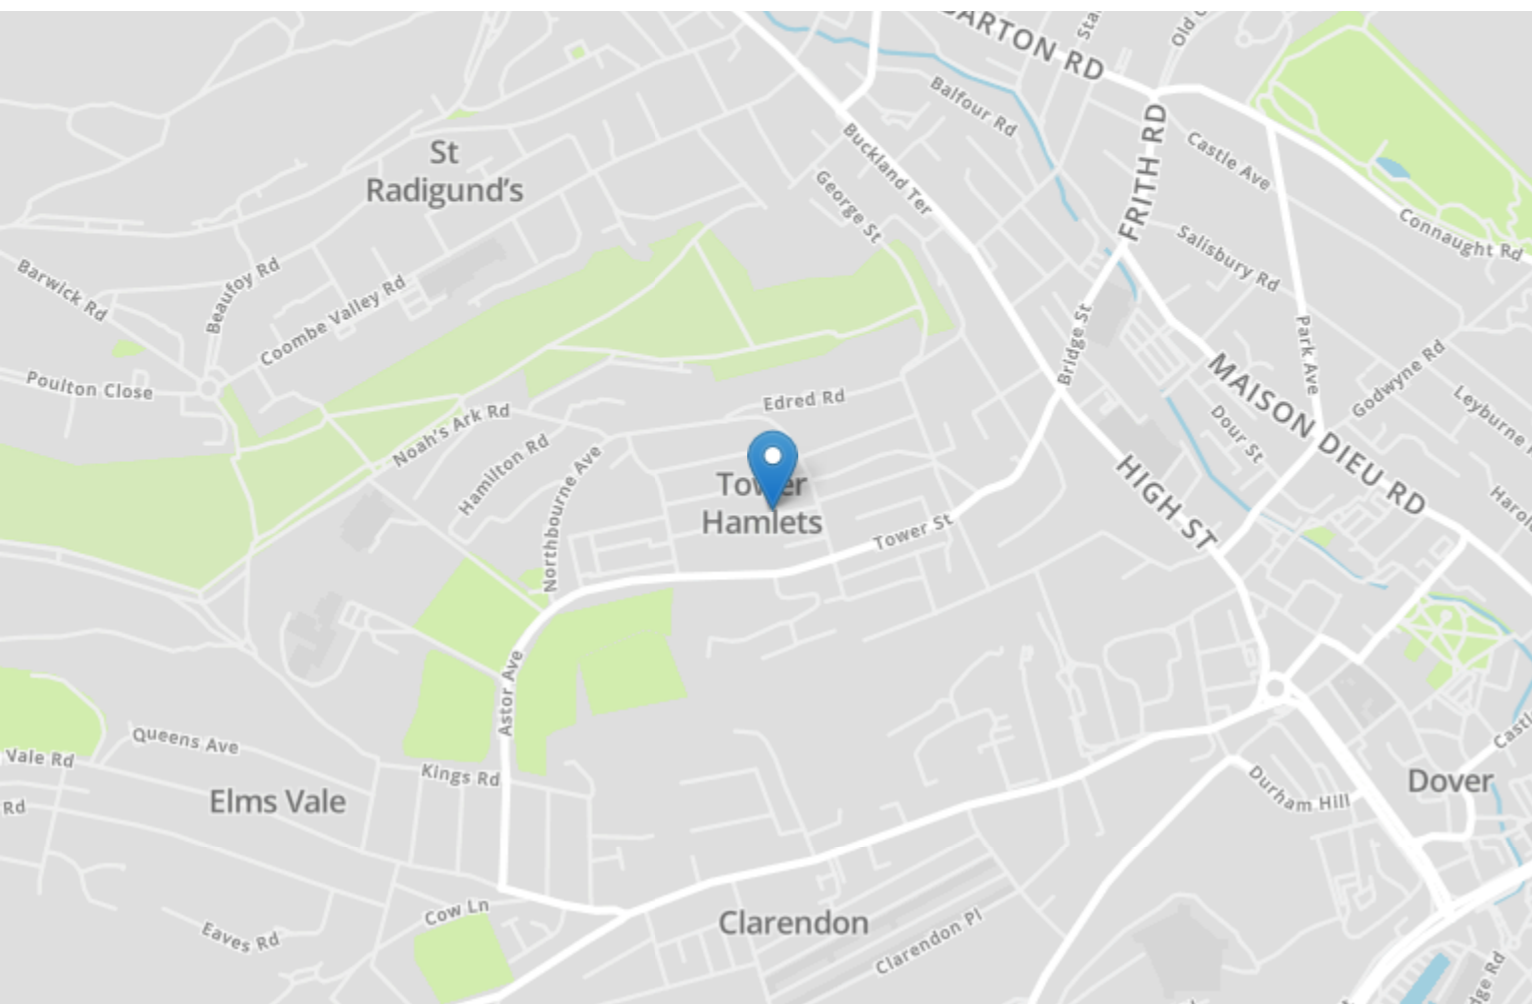 BARTON RD
Old
Balfour Rd
FRITH RD
Castle Ave
Buckland Ter
George St
St
Radigund's
Connaught Rd
Salisbury Rd
Barwick Rd
Beaufoy Rd
Coombe Valley Rd
Bridge St
Park Ave
Godwyne Rd
MAISON DIEU RD
Poulton Close
Leyburne
Edred Rd
Noah's Ark Rd
Dour St
Hamilton Rd
Northbourne Ave
HIGH ST
Tower
Hamlets
Tower St
Astor Ave
Queens Ave
Vale Rd
Kings Rd
Elms Vale
Rd
Durham Hill
Dover
Cow Ln
Clarendon
Clarendon Pl
Eaves Rd